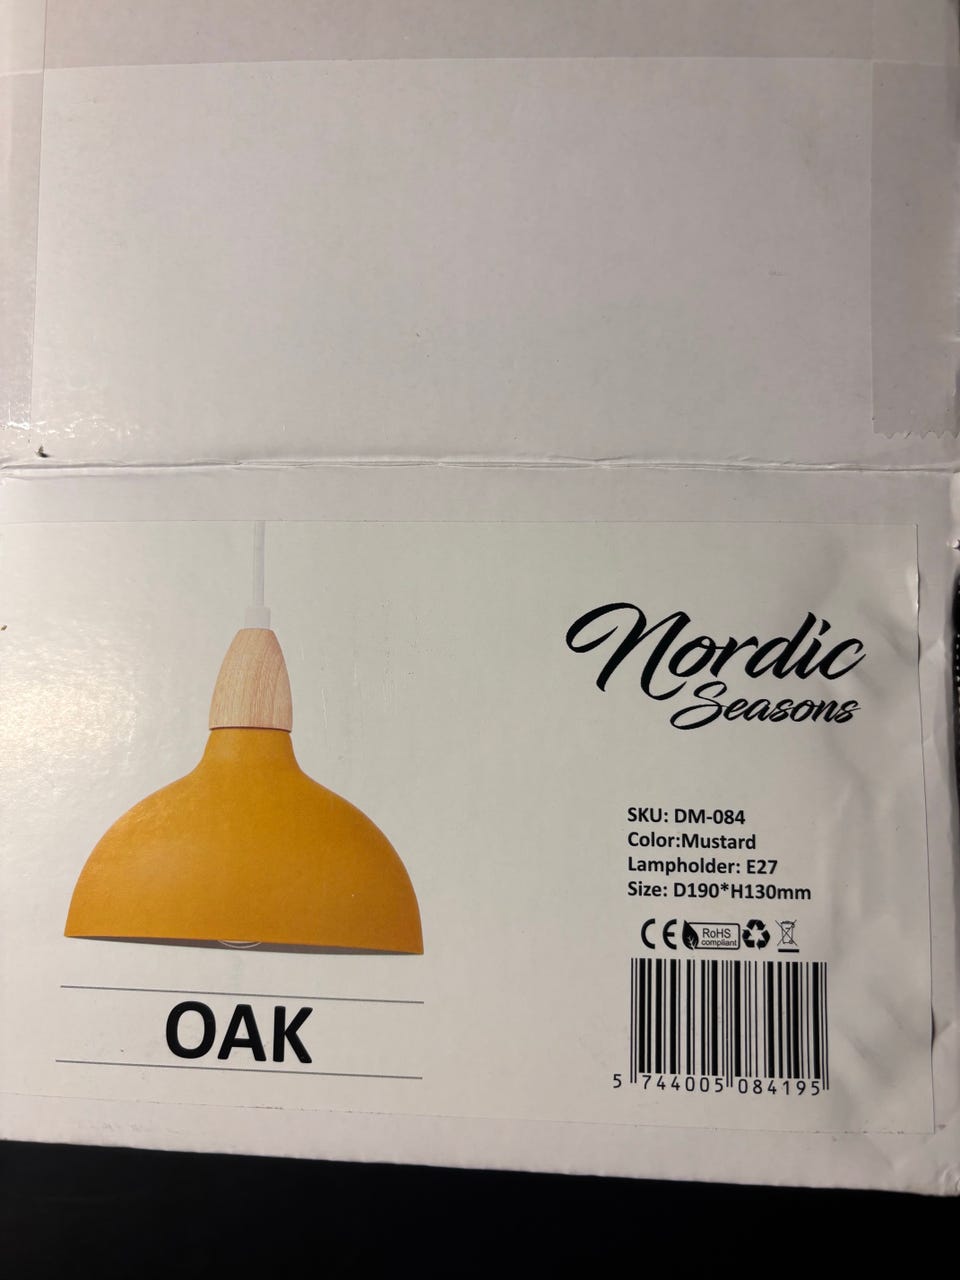 Nordic
Seasons
SKU: DM-084
Color:Mustard
Lampholder: E27
Size: D190*H130mm
CE RoHS
compliant
OAK
5 744005 084195